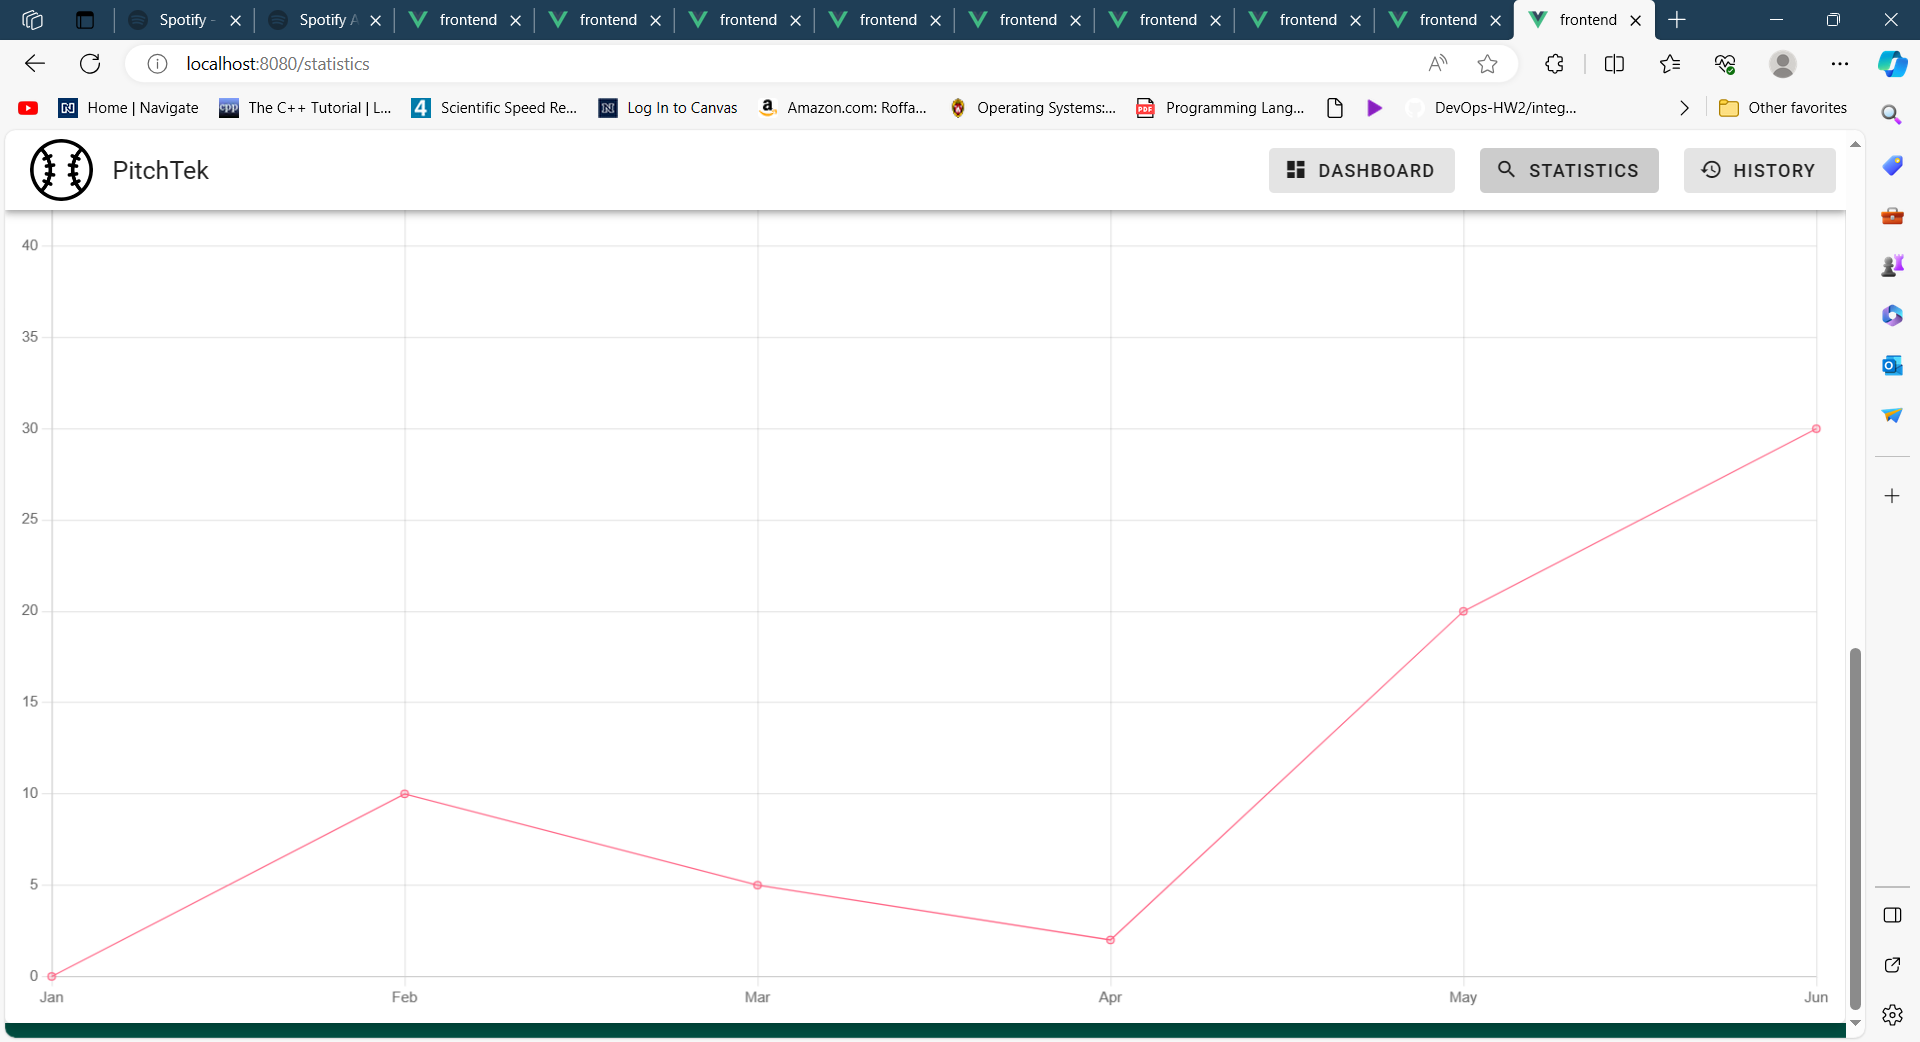 Spotify - Spotify A frontend frontend frontend frontend frontend frontend frontend frontend frontend
localhost:8080/statistics
Home | Navigate The C++ Tutorial | L... Scientific Speed Re... Log In to Canvas Amazon.com: Roffa... Operating Systems:... Programming Lang... DevOps-HW2/integ... Other favorites
PitchTek DASHBOARD STATISTICS HISTORY
40
35
30
25
20
15
10
5
0
Jan Feb Mar Apr May Jun